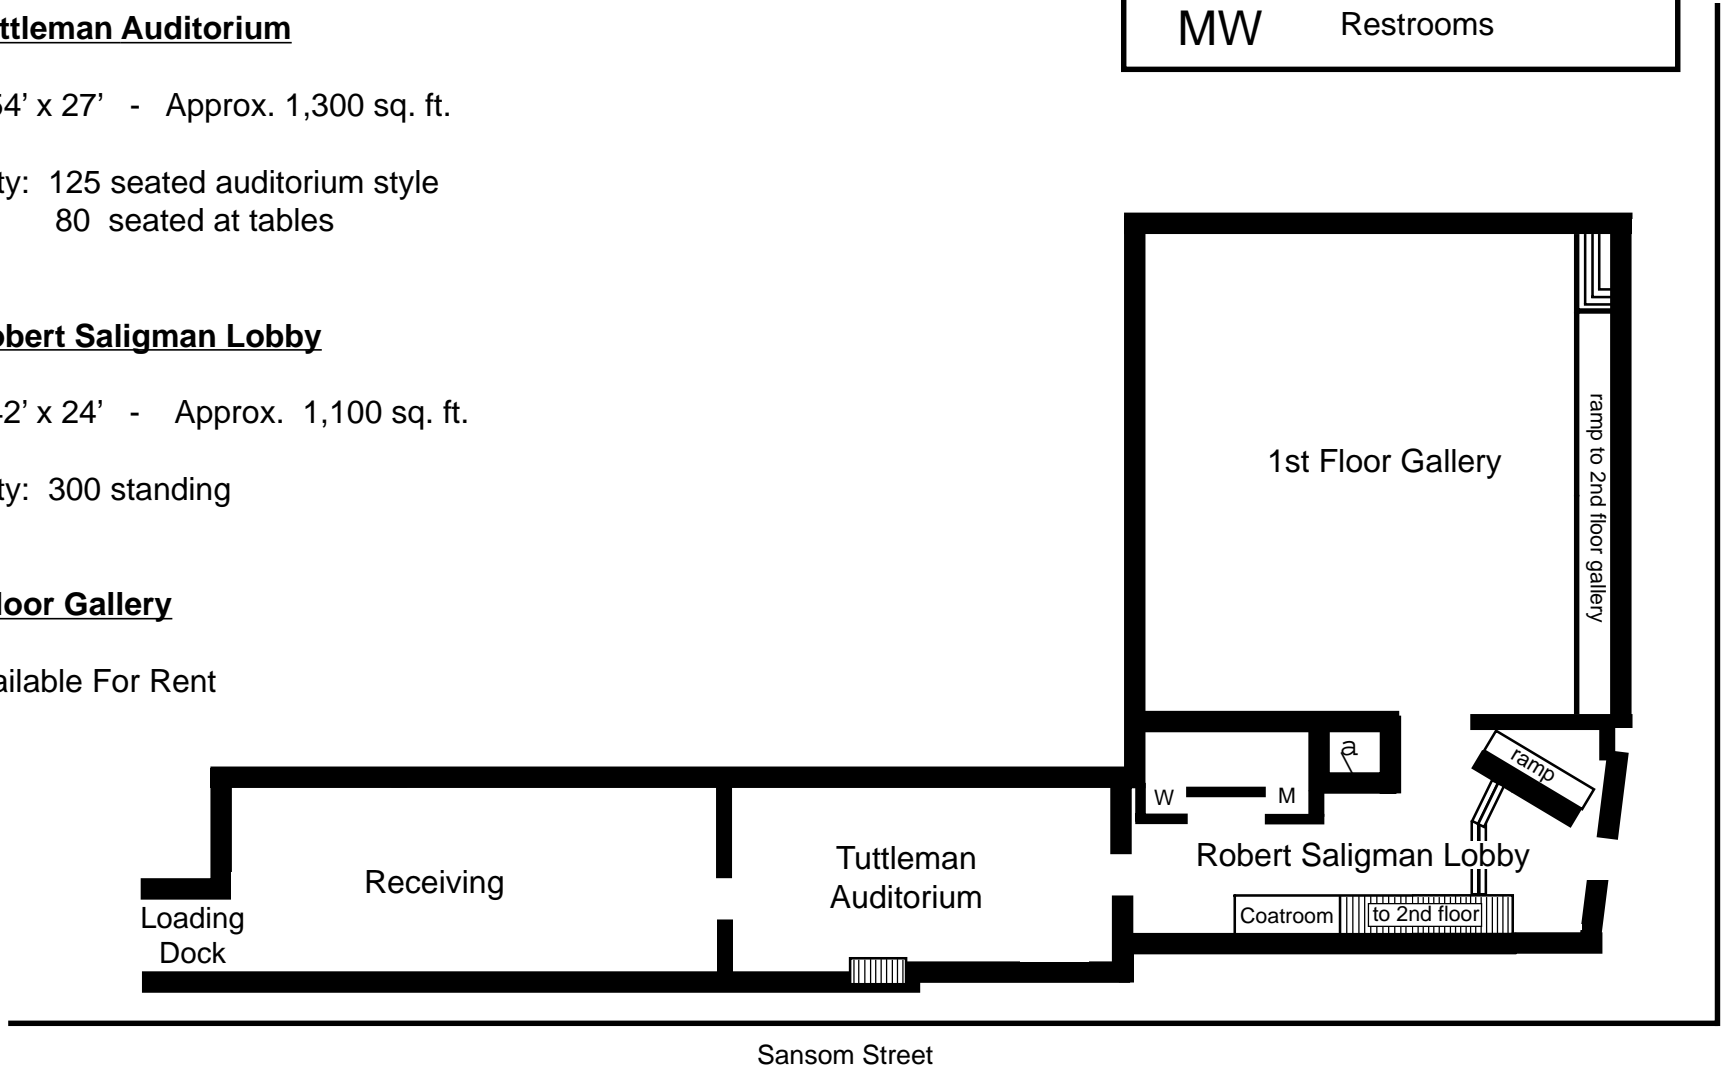 ttleman Auditorium
54’ x 27’ - Approx. 1,300 sq. ft.
ty: 125 seated auditorium style
80 seated at tables
obert Saligman Lobby
42’ x 24’ - Approx. 1,100 sq. ft.
ty: 300 standing
loor Gallery
ailable For Rent
MW Restrooms
1st Floor Gallery
ramp to 2nd floor gallery
a
ramp
W
M
Robert Saligman Lobby
Coatroom
to 2nd floor
Tuttleman
Auditorium
Receiving
Loading
Dock
Sansom Street